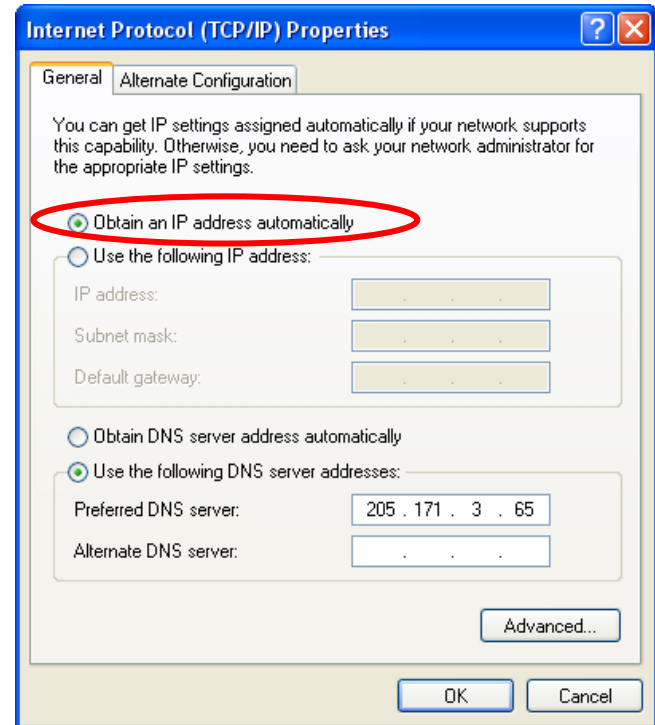 Internet Protocol (TCP/IP) Properties
General
Alternate Configuration
You can get IP settings assigned automatically if your network supports
this capability. Otherwise, you need to ask your network administrator for
the appropriate IP settings.
Obtain an IP address automatically
Use the following IP address:
IP address:
Subnet mask:
Default gateway:
Obtain DNS server address automatically
Use the following DNS server addresses:
Preferred DNS server: 205 . 171 . 3 . 65
Alternate DNS server:
Advanced...
OK Cancel